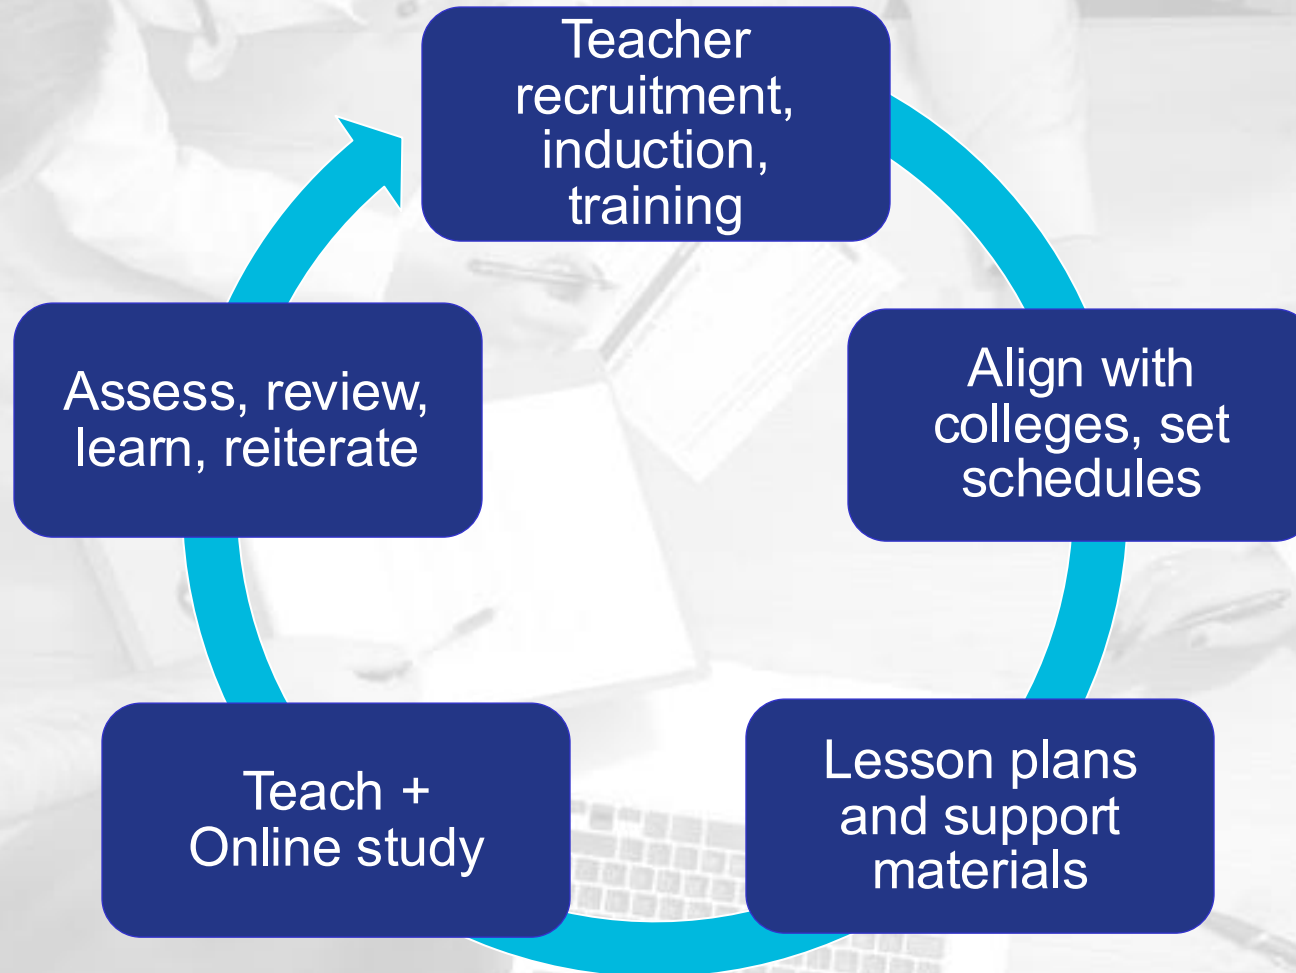 Teacher
recruitment,
induction,
training
Align with
colleges, set
schedules
Lesson plans
and support
materials
Teach +
Online study
Assess, review,
learn, reiterate